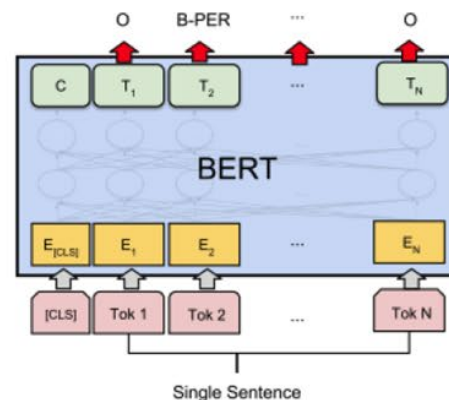 O B-PER ... O
C T1 T2 ... TN
BERT
E[CLS] E1 E2 ... EN
[CLS] Tok 1 Tok 2 ... Tok N
Single Sentence